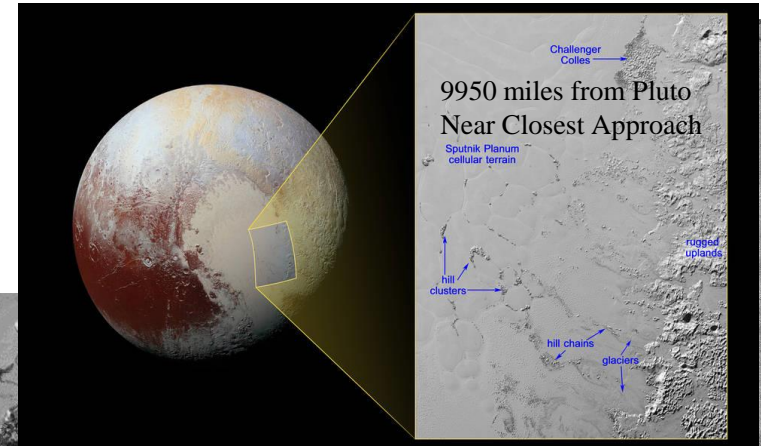 Challenger
Colles
9950 miles from Pluto
Near Closest Approach
Sputnik Planum
cellular terrain
rugged
uplands
hill
clusters
hill chains
glaciers